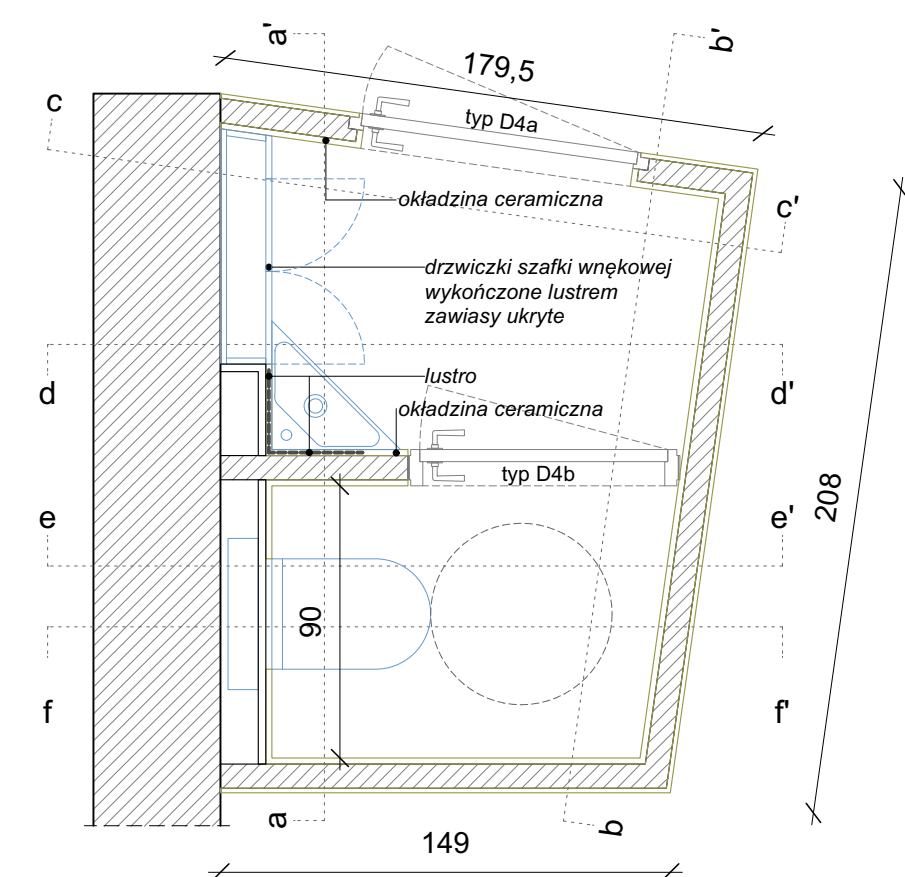 a'
b'
179,5
c
typ D4a
c'
okładzina ceramiczna
drzwiczki szafki wnękowej
wykończone lustrem
zawiasy ukryte
d
lustro
d'
okładzina ceramiczna
typ D4b
208
e
e'
90
f
f'
a
b
149